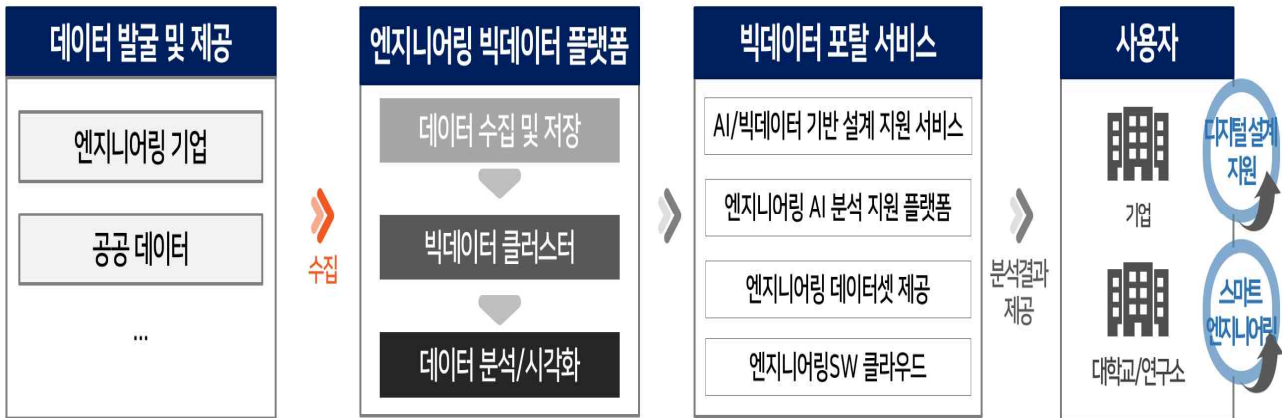 데이터 발굴 및 제공
엔지니어링 기업
공공 데이터
...
수집
엔지니어링 빅데이터 플랫폼
데이터 수집 및 저장
빅데이터 클러스터
데이터 분석/시각화
빅데이터 포탈 서비스
AI/빅데이터 기반 설계 지원 서비스
엔지니어링 AI 분석 지원 플랫폼
엔지니어링 데이터셋 제공
엔지니어링SW 클라우드
분석결과
제공
사용자
기업
디지털 설계
지원
대학교/연구소
스마트
엔지니어링